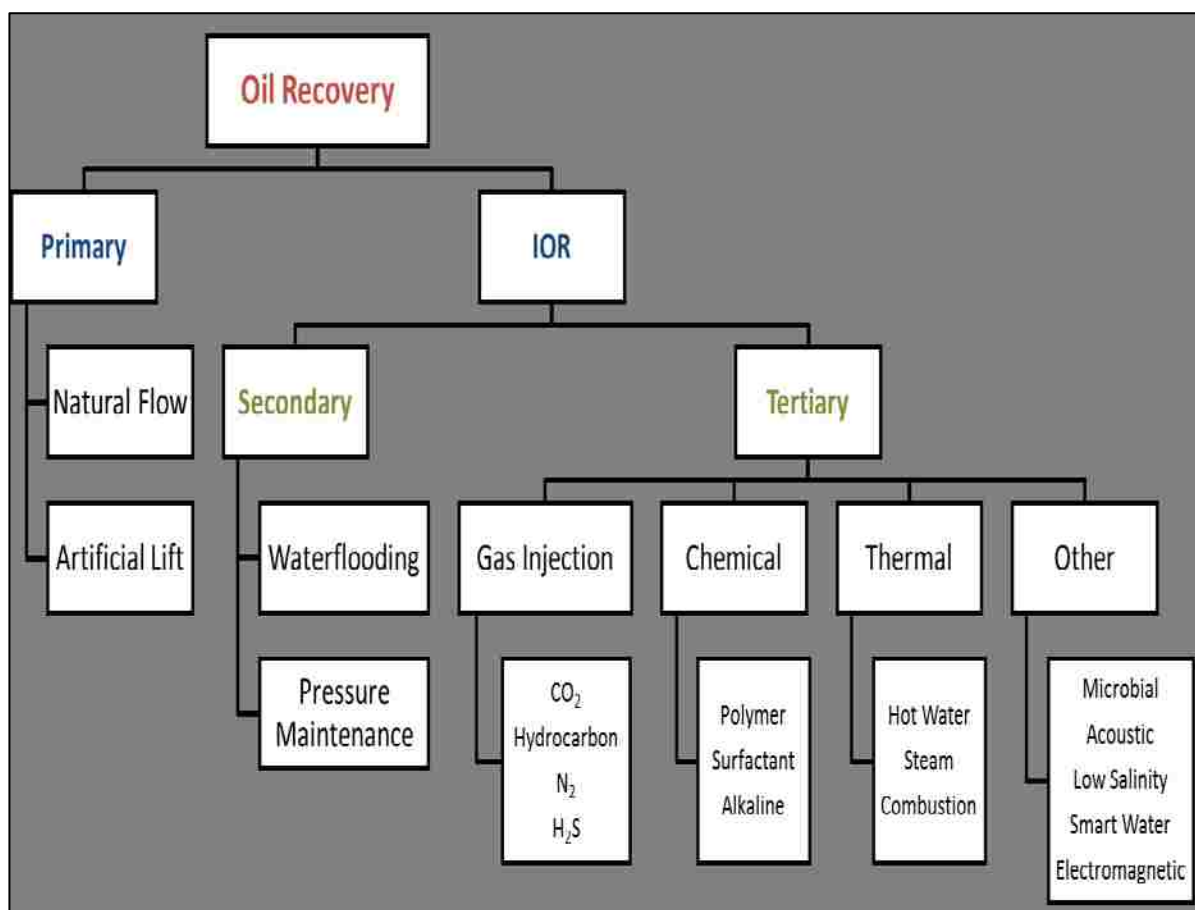 Oil Recovery
Primary
IOR
Natural Flow
Secondary
Tertiary
Artificial Lift
Waterflooding
Gas Injection
Chemical
Thermal
Other
Pressure
Maintenance
CO₂
Hydrocarbon
N₂
H₂S
Polymer
Surfactant
Alkaline
Hot Water
Steam
Combustion
Microbial
Acoustic
Low Salinity
Smart Water
Electromagnetic